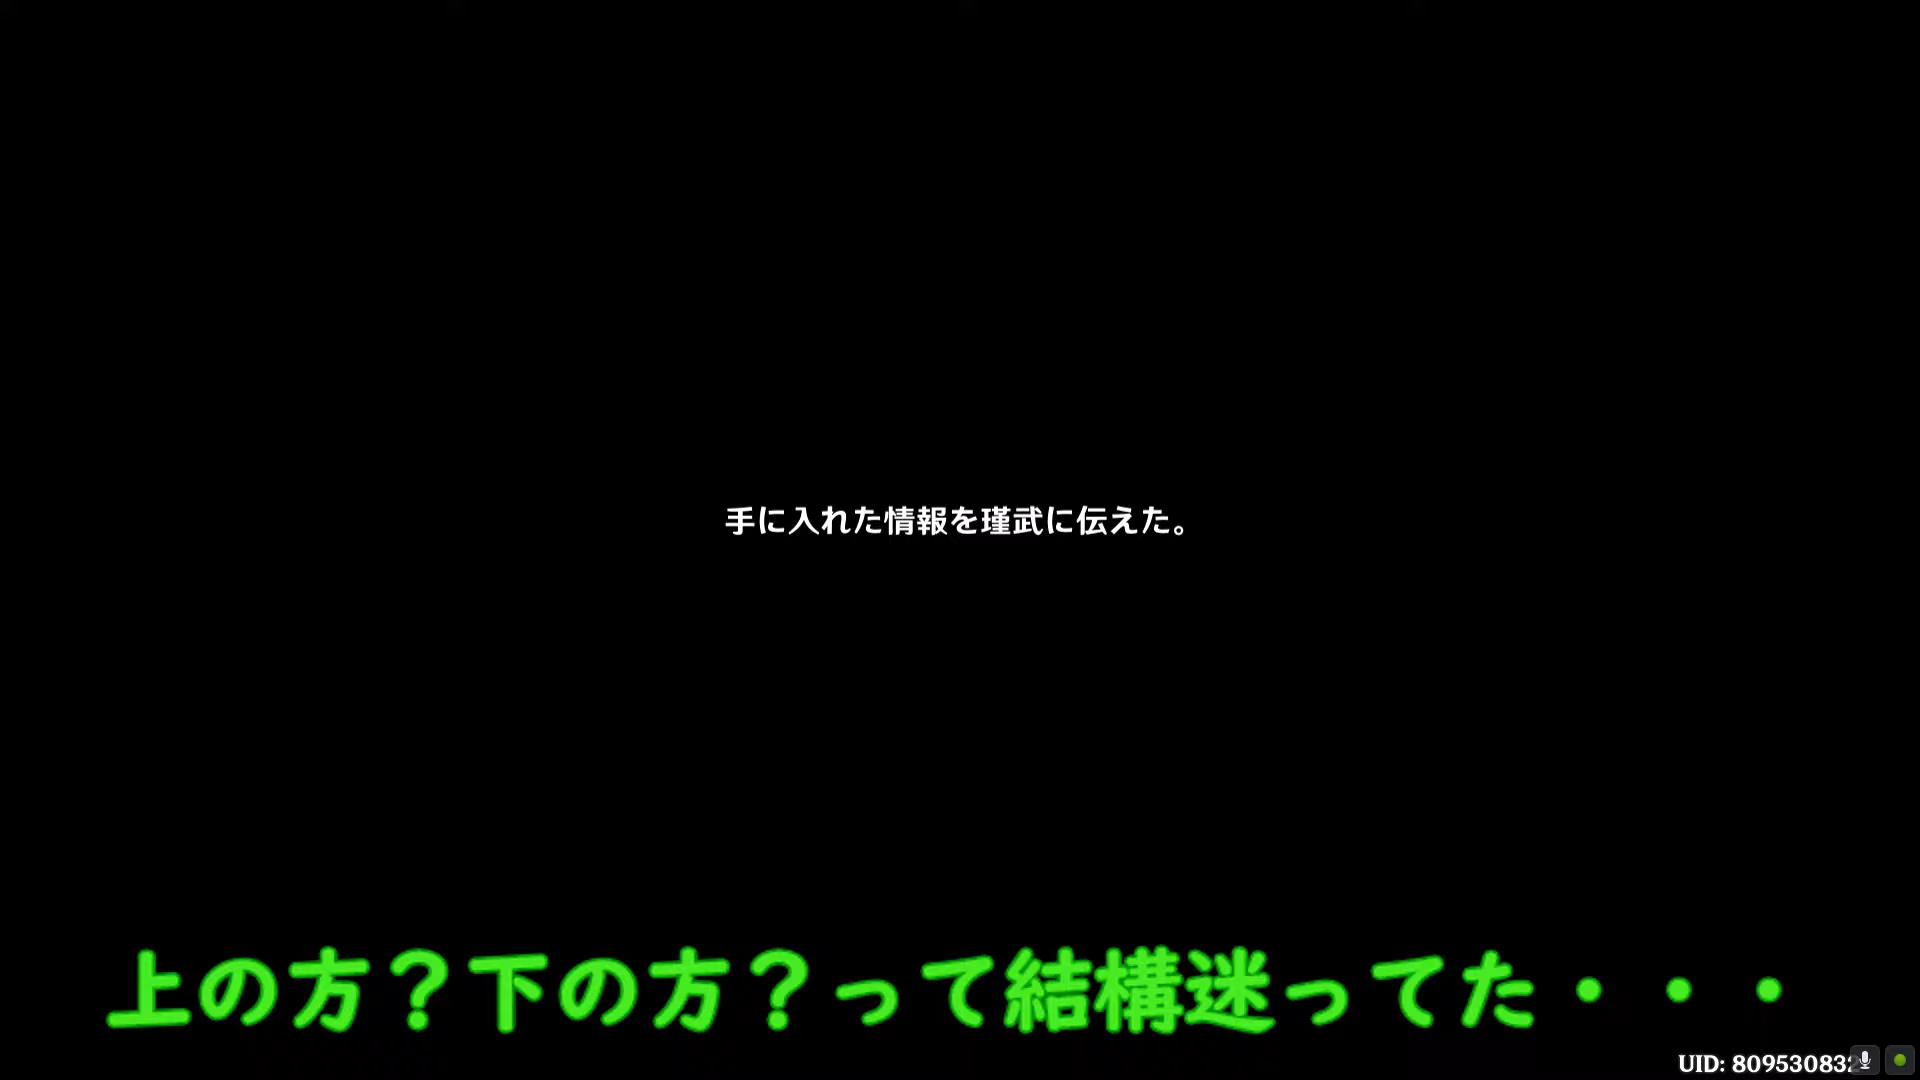 手に入れた情報を瑾武に伝えた。
上の方？下の方？って結構迷ってた・・・
UID: 809530832